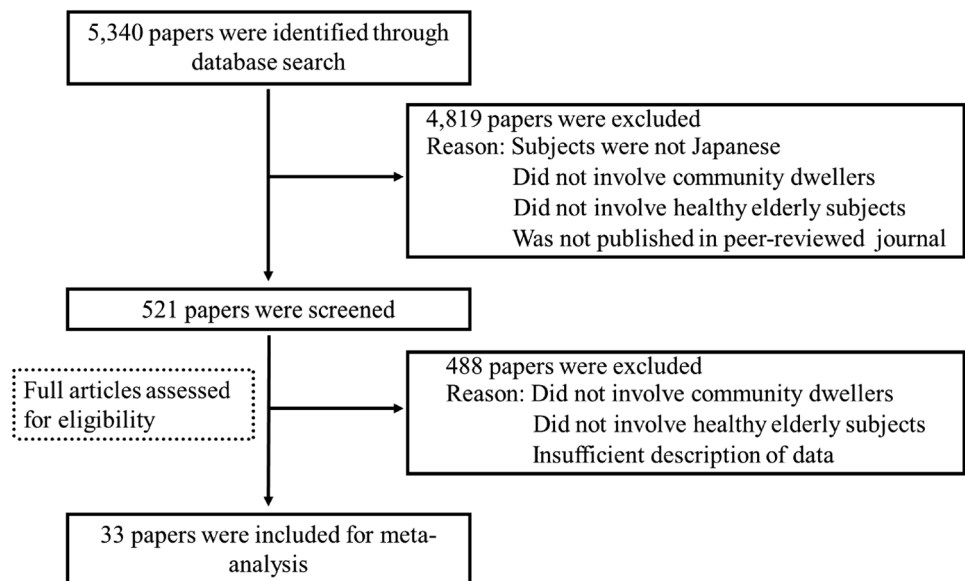 5,340 papers were identified through
database search
4,819 papers were excluded
Reason: Subjects were not Japanese
Did not involve community dwellers
Did not involve healthy elderly subjects
Was not published in peer-reviewed journal
521 papers were screened
Full articles assessed
for eligibility
488 papers were excluded
Reason: Did not involve community dwellers
Did not involve healthy elderly subjects
Insufficient description of data
33 papers were included for meta-
analysis